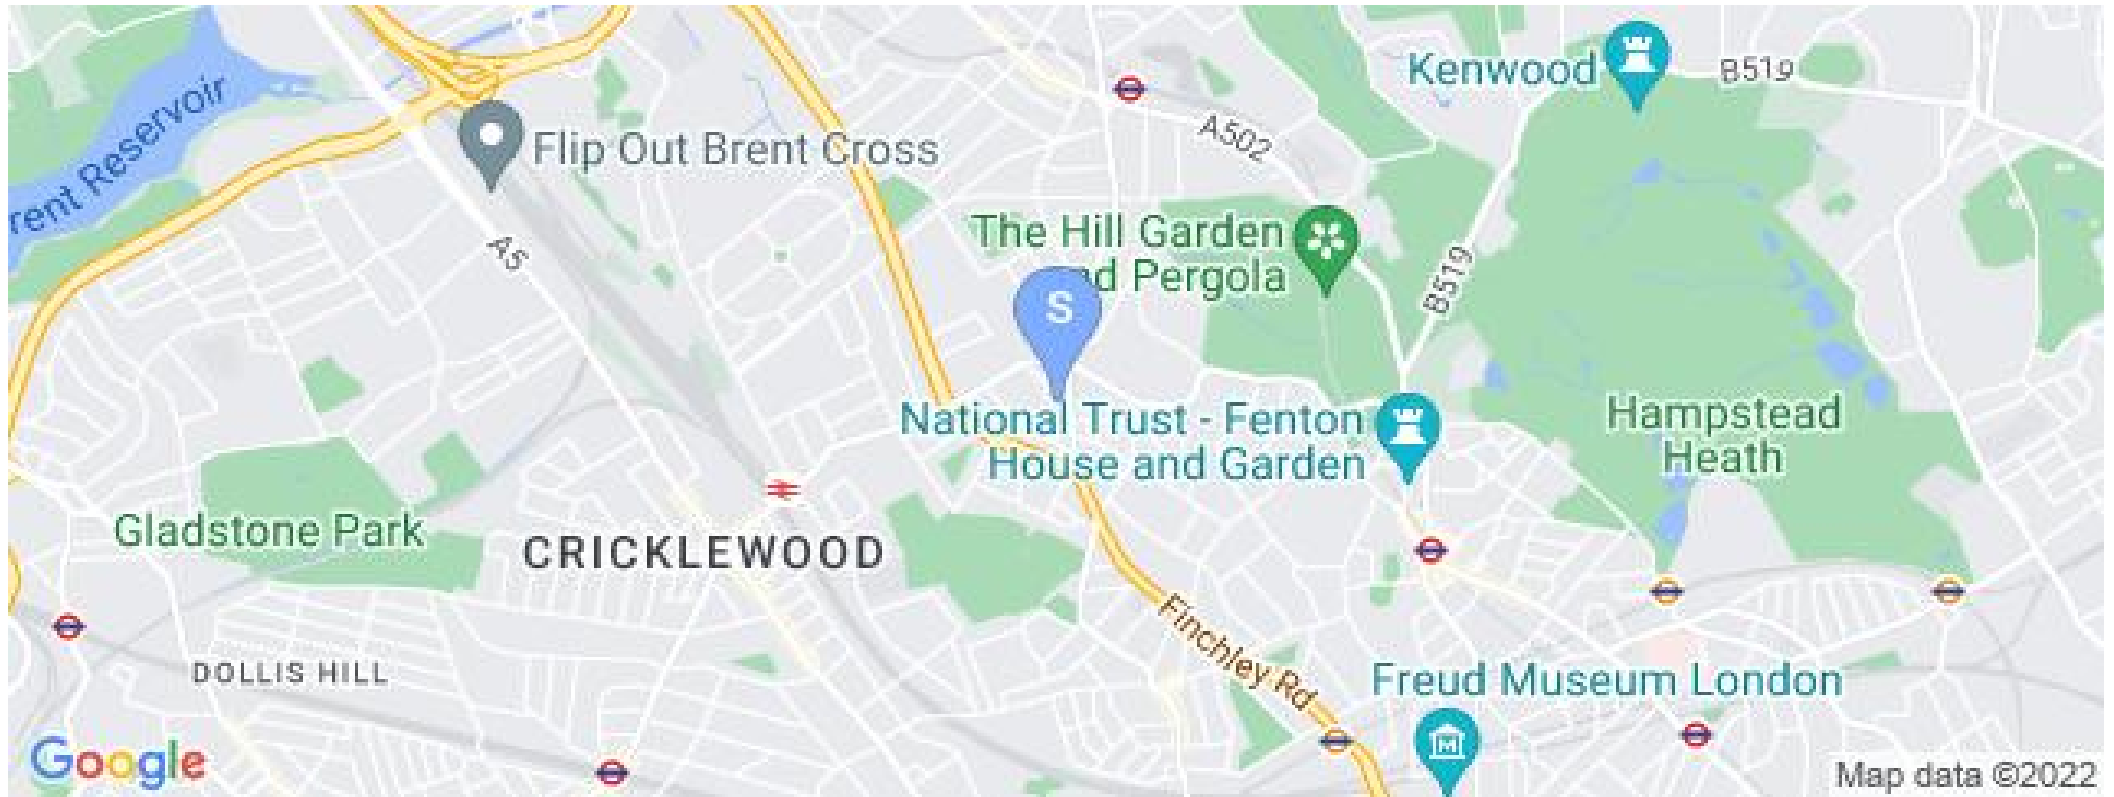 Kenwood
B519
rent Reservoir
Flip Out Brent Cross
A502
A5
The Hill Garden
nd Pergola
B519
S
National Trust - Fenton
House and Garden
Hampstead
Heath
Gladstone Park
CRICKLEWOOD
Finchley Rd
DOLLIS HILL
Freud Museum London
M
Google
Map data ©2022